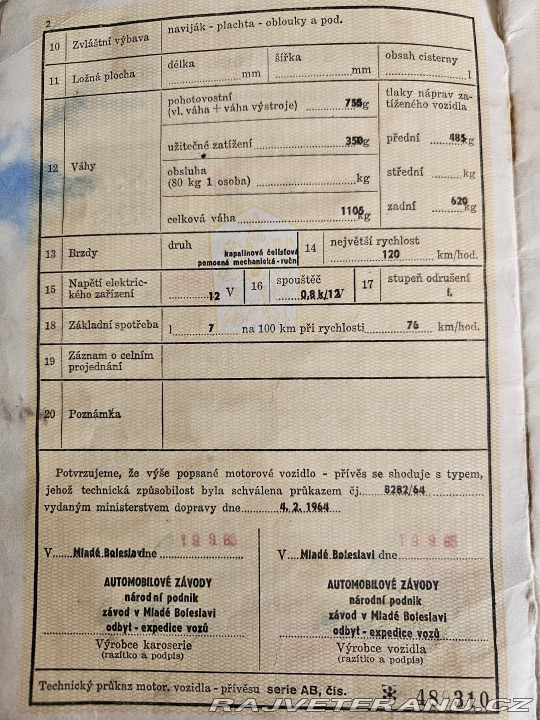 2
10 Zvláštní výbava naviják - plachta - oblouky a pod.
11 Ložná plocha délka mm šířka mm obsah cisterny l
12 Váhy
pohotovostní
(vl. váha + váha výstroje) 755 kg
užitečné zatížení 350 kg
obsluha
(80 kg 1 osoba) kg
celková váha 1105 kg
tlaky náprav za-
tíženého vozidla
přední 485 kg
střední kg
zadní 620 kg
13 Brzdy druh kapalinová čelisťová
pomocná mechanická - ruční
14 největší rychlost
120 km/hod.
15 Napětí elektric-
kého zařízení 12 V
16 spouštěč
0,8 k/12 V
17 stupeň odrušení
I.
18 Základní spotřeba l 7 na 100 km při rychlosti 76 km/hod.
19 Záznam o celním
projednání
20 Poznámka
Potvrzujeme, že výše popsané motorové vozidlo - přívěs se shoduje s typem,
jehož technická způsobilost byla schválena průkazem čj. 8282/64
vydaným ministerstvem dopravy dne 4. 2. 1964
V Mladé Boleslavi dne
AUTOMOBILOVÉ ZÁVODY
národní podnik
závod v Mladé Boleslavi
odbyt - expedice vozů
Výrobce karoserie
(razítko a podpis)
V Mladé Boleslavi dne
AUTOMOBILOVÉ ZÁVODY
národní podnik
závod v Mladé Boleslavi
odbyt - expedice vozů
Výrobce vozidla
(razítko a podpis)
Technický průkaz motor. vozidla - přívěsu serie AB, čís. ✻ 48 310
RAJVETERANU.CZ